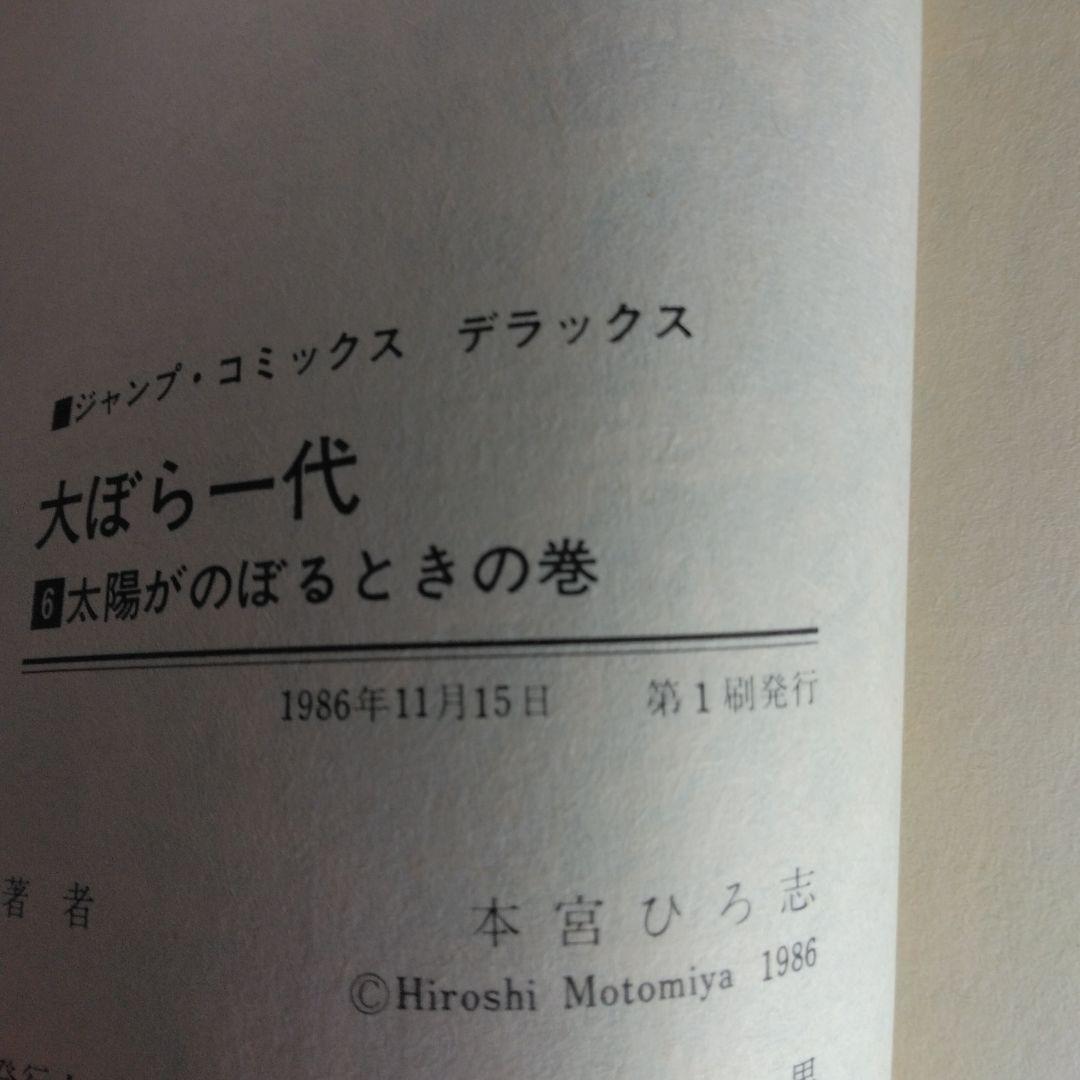 ■ジャンプ・コミックス デラックス
大ぼら一代
6太陽がのぼるときの巻
1986年11月15日 第1刷発行
著者 本宮ひろ志
©Hiroshi Motomiya 1986